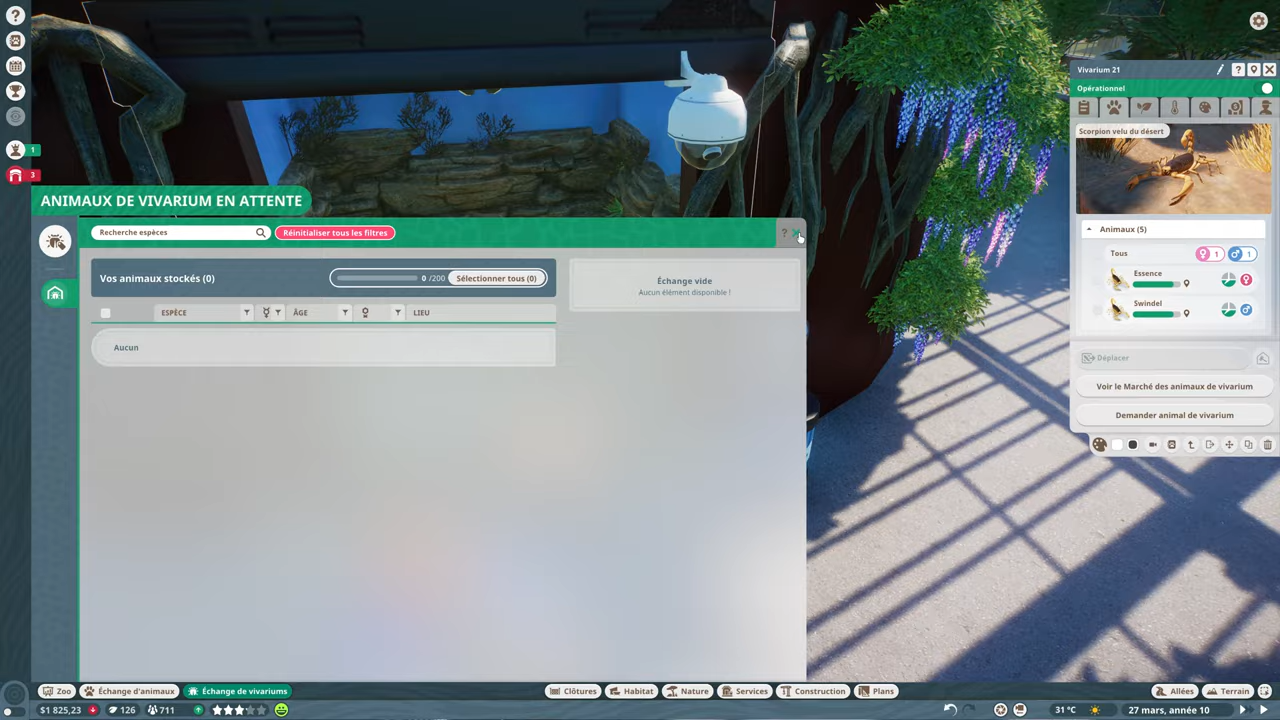 1
3
ANIMAUX DE VIVARIUM EN ATTENTE
Recherche espèces
Réinitialiser tous les filtres
?
Vos animaux stockés (0)
0 /200
Sélectionner tous (0)
Échange vide
Aucun élément disponible !
ESPÈCE
ÂGE
LIEU
Aucun
Vivarium 21
?
Opérationnel
Scorpion velu du désert
Animaux (5)
Tous
1
1
Essence
Swindel
Déplacer
Voir le Marché des animaux de vivarium
Demander animal de vivarium
Zoo
Échange d'animaux
Échange de vivariums
Clôtures
Habitat
Nature
Services
Construction
Plans
Allées
Terrain
$1 825,23
126
711
31 °C
27 mars, année 10